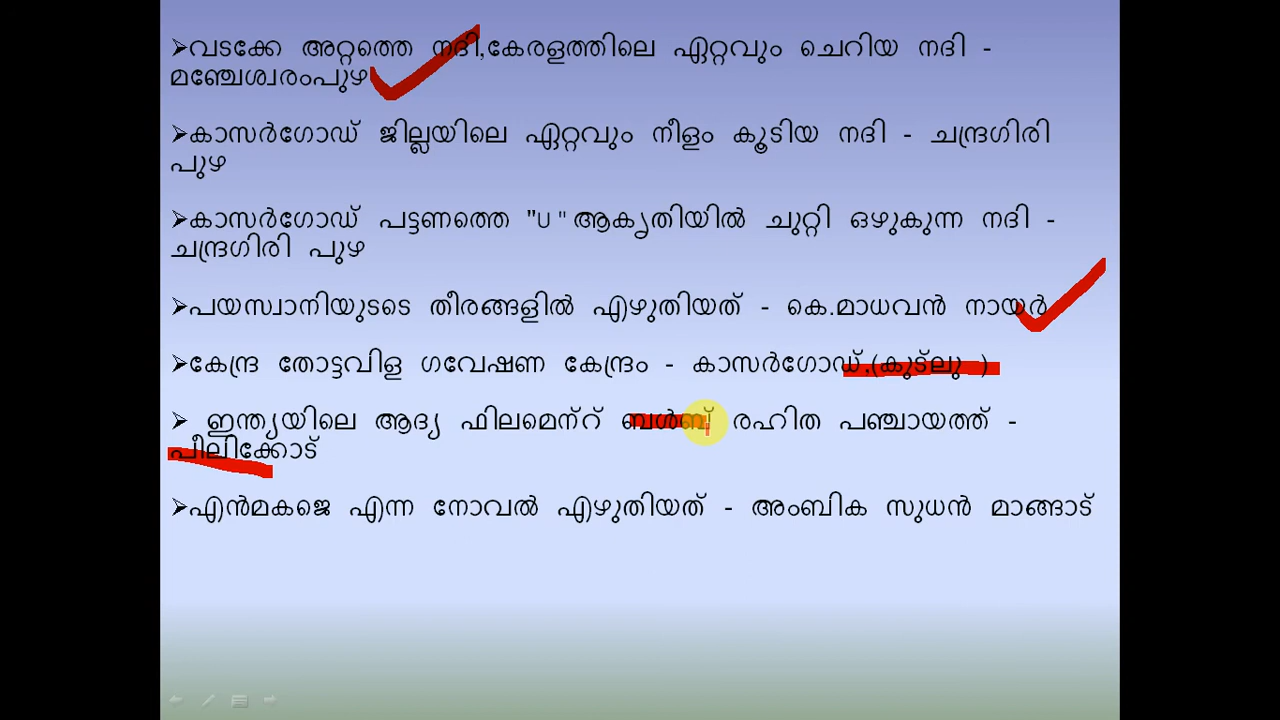 ➢വടക്കേ അറ്റത്തെ നദി,കേരളത്തിലെ ഏറ്റവും ചെറിയ നദി -
മഞ്ചേശ്വരംപുഴ
➢കാസർഗോഡ് ജില്ലയിലെ ഏറ്റവും നീളം കൂടിയ നദി - ചന്ദ്രഗിരി
പുഴ
➢കാസർഗോഡ് പട്ടണത്തെ "U" ആകൃതിയിൽ ചുറ്റി ഒഴുകുന്ന നദി -
ചന്ദ്രഗിരി പുഴ
➢പയസ്വാനിയുടടെ തീരങ്ങളിൽ എഴുതിയത് - കെ.മാധവൻ നായർ
➢കേന്ദ്ര തോട്ടവിള ഗവേഷണ കേന്ദ്രം - കാസർഗോഡ്,(കുട്ലു )
➢ ഇന്ത്യയിലെ ആദ്യ ഫിലമെന്റ് ബൾബ് രഹിത പഞ്ചായത്ത് -
പീലിക്കോട്
➢എൻമകജെ എന്ന നോവൽ എഴുതിയത് - അംബിക സുധൻ മാങ്ങാട്